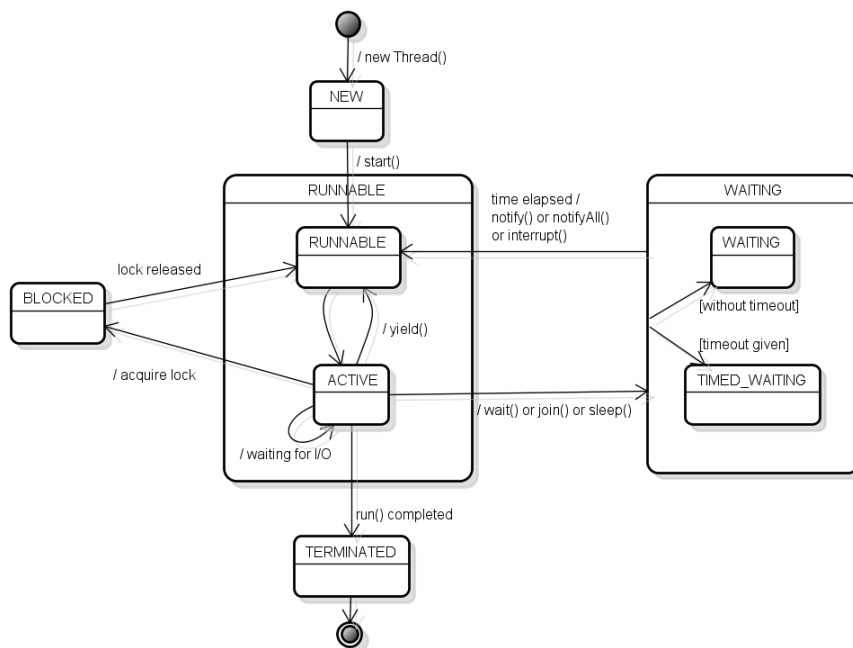 / new Thread()
NEW
/ start()
RUNNABLE
WAITING
time elapsed /
notify() or notifyAll()
or interrupt()
RUNNABLE
WAITING
lock released
BLOCKED
[without timeout]
/ yield()
[timeout given]
/ acquire lock
ACTIVE
TIMED_WAITING
/ wait() or join() or sleep()
/ waiting for I/O
run() completed
TERMINATED